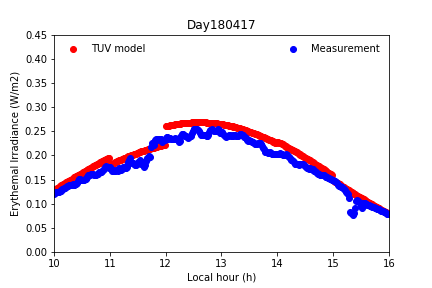 Day180417
TUV model
Measurement
Erythemal Irradiance (W/m2)
0.45
0.40
0.35
0.30
0.25
0.20
0.15
0.10
0.05
0.00
10 11 12 13 14 15 16
Local hour (h)